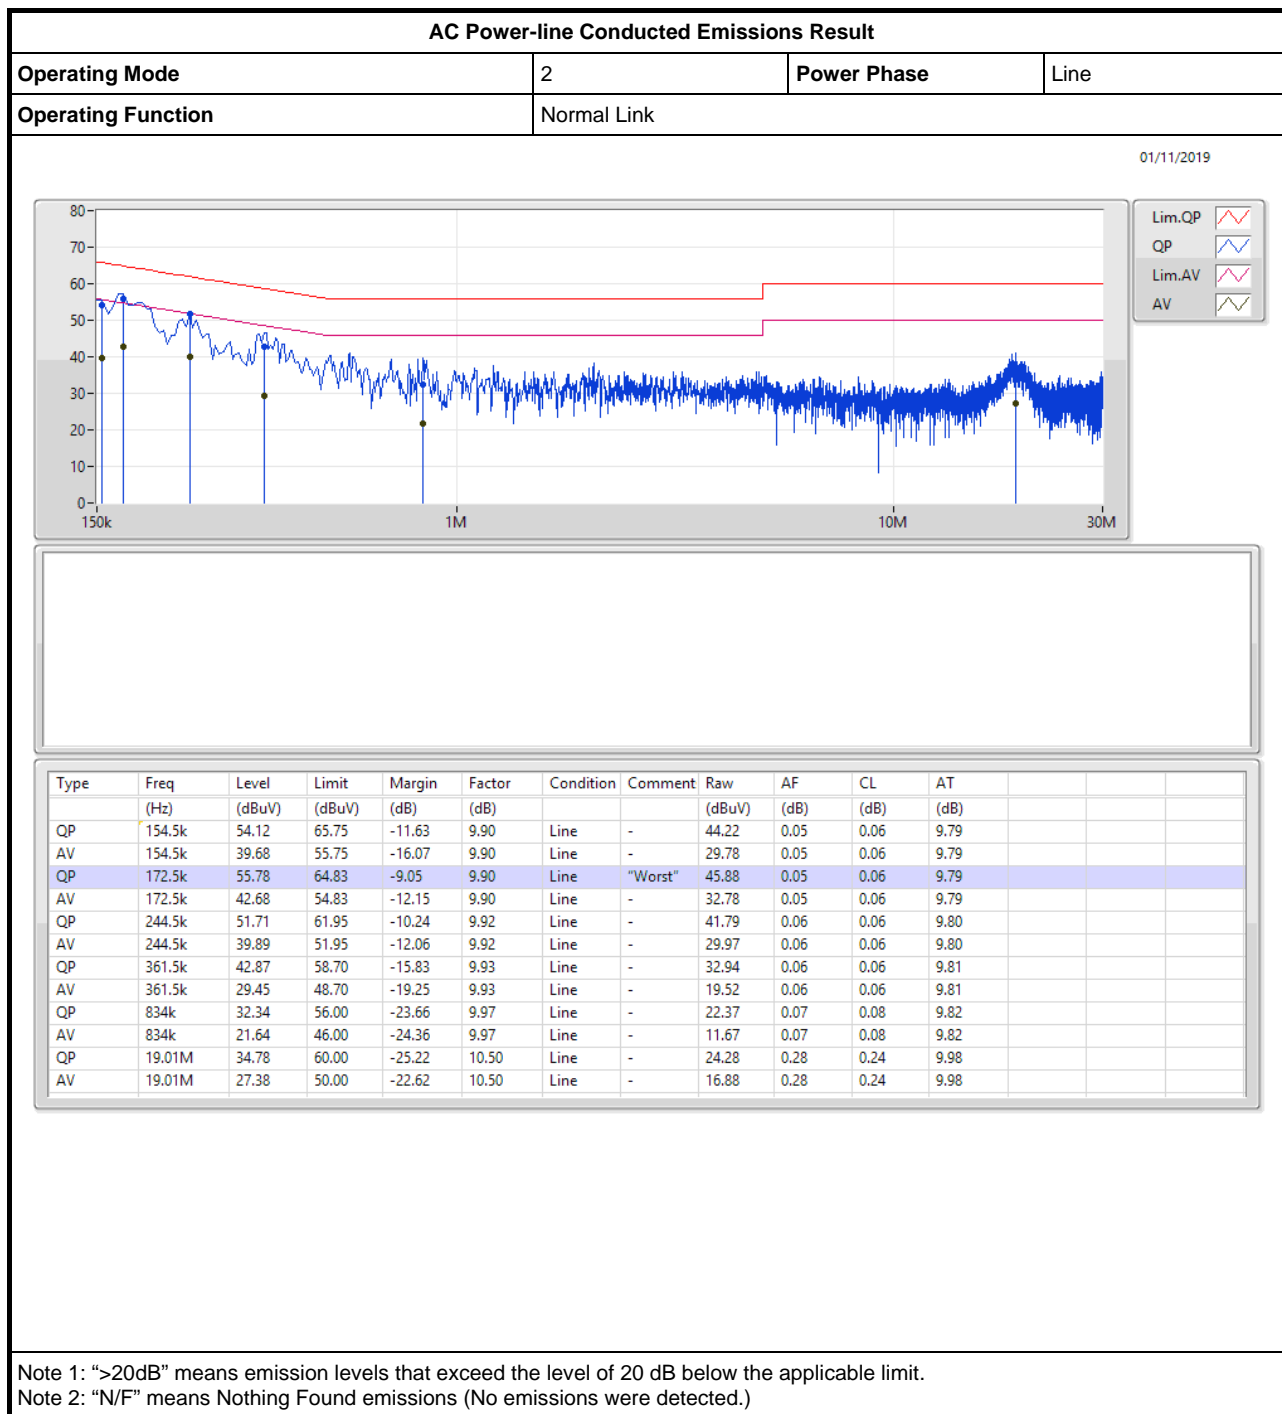 AC Power-line Conducted Emissions Result
Operating Mode 2 Power Phase Line
Operating Function Normal Link
01/11/2019
80
70
60
50
40
30
20
10
0
150k 1M 10M 30M
Lim.QP
QP
Lim.AV
AV
Type Freq Level Limit Margin Factor Condition Comment Raw AF CL AT
(Hz) (dBuV) (dBuV) (dB) (dB) (dBuV) (dB) (dB) (dB)
QP 154.5k 54.12 65.75 -11.63 9.90 Line - 44.22 0.05 0.06 9.79
AV 154.5k 39.68 55.75 -16.07 9.90 Line - 29.78 0.05 0.06 9.79
QP 172.5k 55.78 64.83 -9.05 9.90 Line "Worst" 45.88 0.05 0.06 9.79
AV 172.5k 42.68 54.83 -12.15 9.90 Line - 32.78 0.05 0.06 9.79
QP 244.5k 51.71 61.95 -10.24 9.92 Line - 41.79 0.06 0.06 9.80
AV 244.5k 39.89 51.95 -12.06 9.92 Line - 29.97 0.06 0.06 9.80
QP 361.5k 42.87 58.70 -15.83 9.93 Line - 32.94 0.06 0.06 9.81
AV 361.5k 29.45 48.70 -19.25 9.93 Line - 19.52 0.06 0.06 9.81
QP 834k 32.34 56.00 -23.66 9.97 Line - 22.37 0.07 0.08 9.82
AV 834k 21.64 46.00 -24.36 9.97 Line - 11.67 0.07 0.08 9.82
QP 19.01M 34.78 60.00 -25.22 10.50 Line - 24.28 0.28 0.24 9.98
AV 19.01M 27.38 50.00 -22.62 10.50 Line - 16.88 0.28 0.24 9.98
Note 1: “>20dB” means emission levels that exceed the level of 20 dB below the applicable limit.
Note 2: “N/F” means Nothing Found emissions (No emissions were detected.)